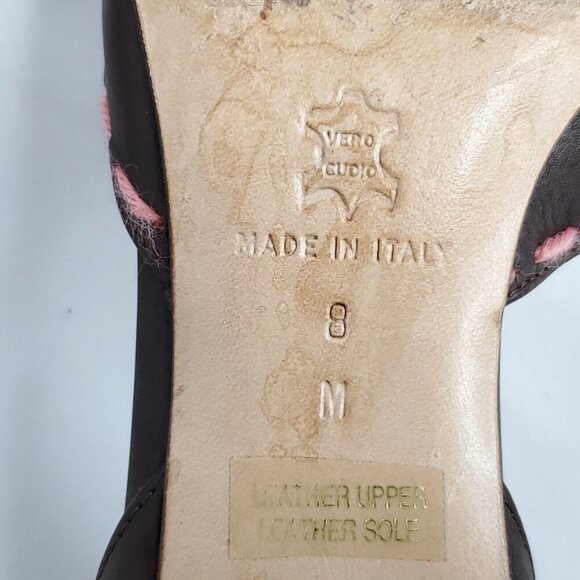 VERO
CUOIO
MADE IN ITALY
8
M
LEATHER UPPER
LEATHER SOLE